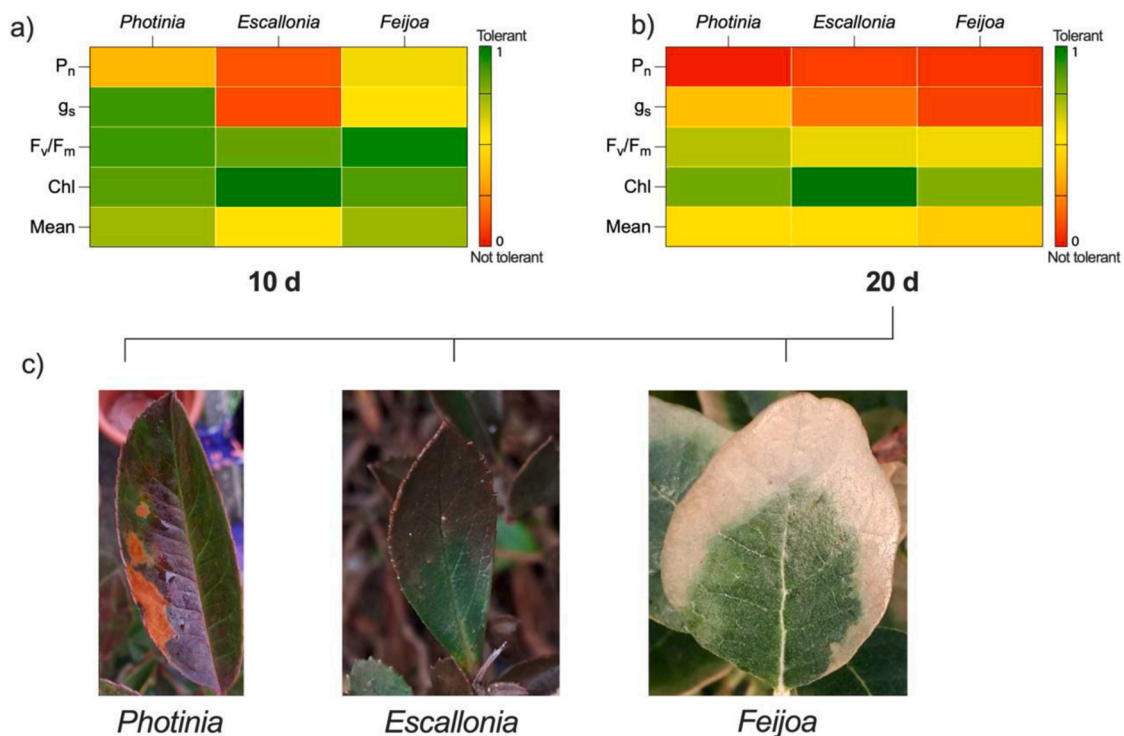 a)
Photinia Escallonia Feijoa
Tolerant
1
Pn
gs
Fv/Fm
Chl
Mean
0
Not tolerant
10 d
b)
Photinia Escallonia Feijoa
Tolerant
1
Pn
gs
Fv/Fm
Chl
Mean
0
Not tolerant
20 d
c)
Photinia Escallonia Feijoa